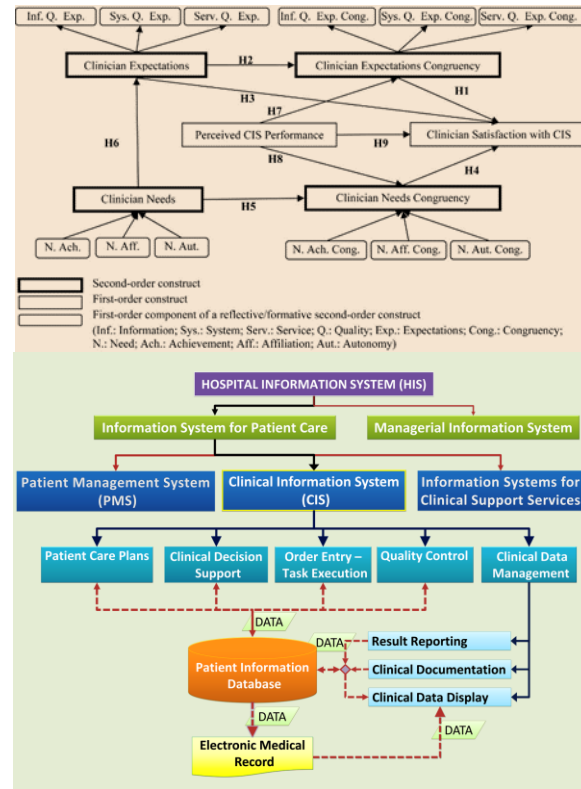 Inf. Q. Exp.
Sys. Q. Exp.
Serv. Q. Exp.
Inf. Q. Exp. Cong.
Sys. Q. Exp. Cong.
Serv. Q. Exp. Cong.
Clinician Expectations
H2
Clinician Expectations Congruency
H3
H1
H7
Perceived CIS Performance
H9
Clinician Satisfaction with CIS
H6
H8
H4
Clinician Needs
H5
Clinician Needs Congruency
N. Ach.
N. Aff.
N. Aut.
N. Ach. Cong.
N. Aff. Cong.
N. Aut. Cong.
Second-order construct
First-order construct
First-order component of a reflective/formative second-order construct
(Inf.: Information; Sys.: System; Serv.: Service; Q.: Quality; Exp.: Expectations; Cong.: Congruency;
N.: Need; Ach.: Achievement; Aff.: Affiliation; Aut.: Autonomy)
HOSPITAL INFORMATION SYSTEM (HIS)
Information System for Patient Care
Managerial Information System
Patient Management System
(PMS)
Clinical Information System
(CIS)
Information Systems for
Clinical Support Services
Patient Care Plans
Clinical Decision
Support
Order Entry –
Task Execution
Quality Control
Clinical Data
Management
DATA
DATA
Result Reporting
Patient Information
Database
Clinical Documentation
Clinical Data Display
DATA
DATA
Electronic Medical
Record